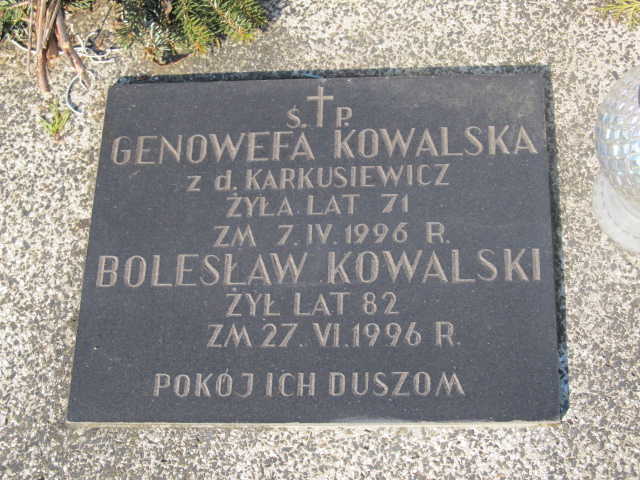 Ś. P.
GENOWEFA KOWALSKA
z d. KARKUSIEWICZ
ŻYŁA LAT 71
ZM 7. IV. 1996 R.
BOLESŁAW KOWALSKI
ŻYŁ LAT 82
ZM 27. VI. 1996 R.
POKÓJ ICH DUSZOM